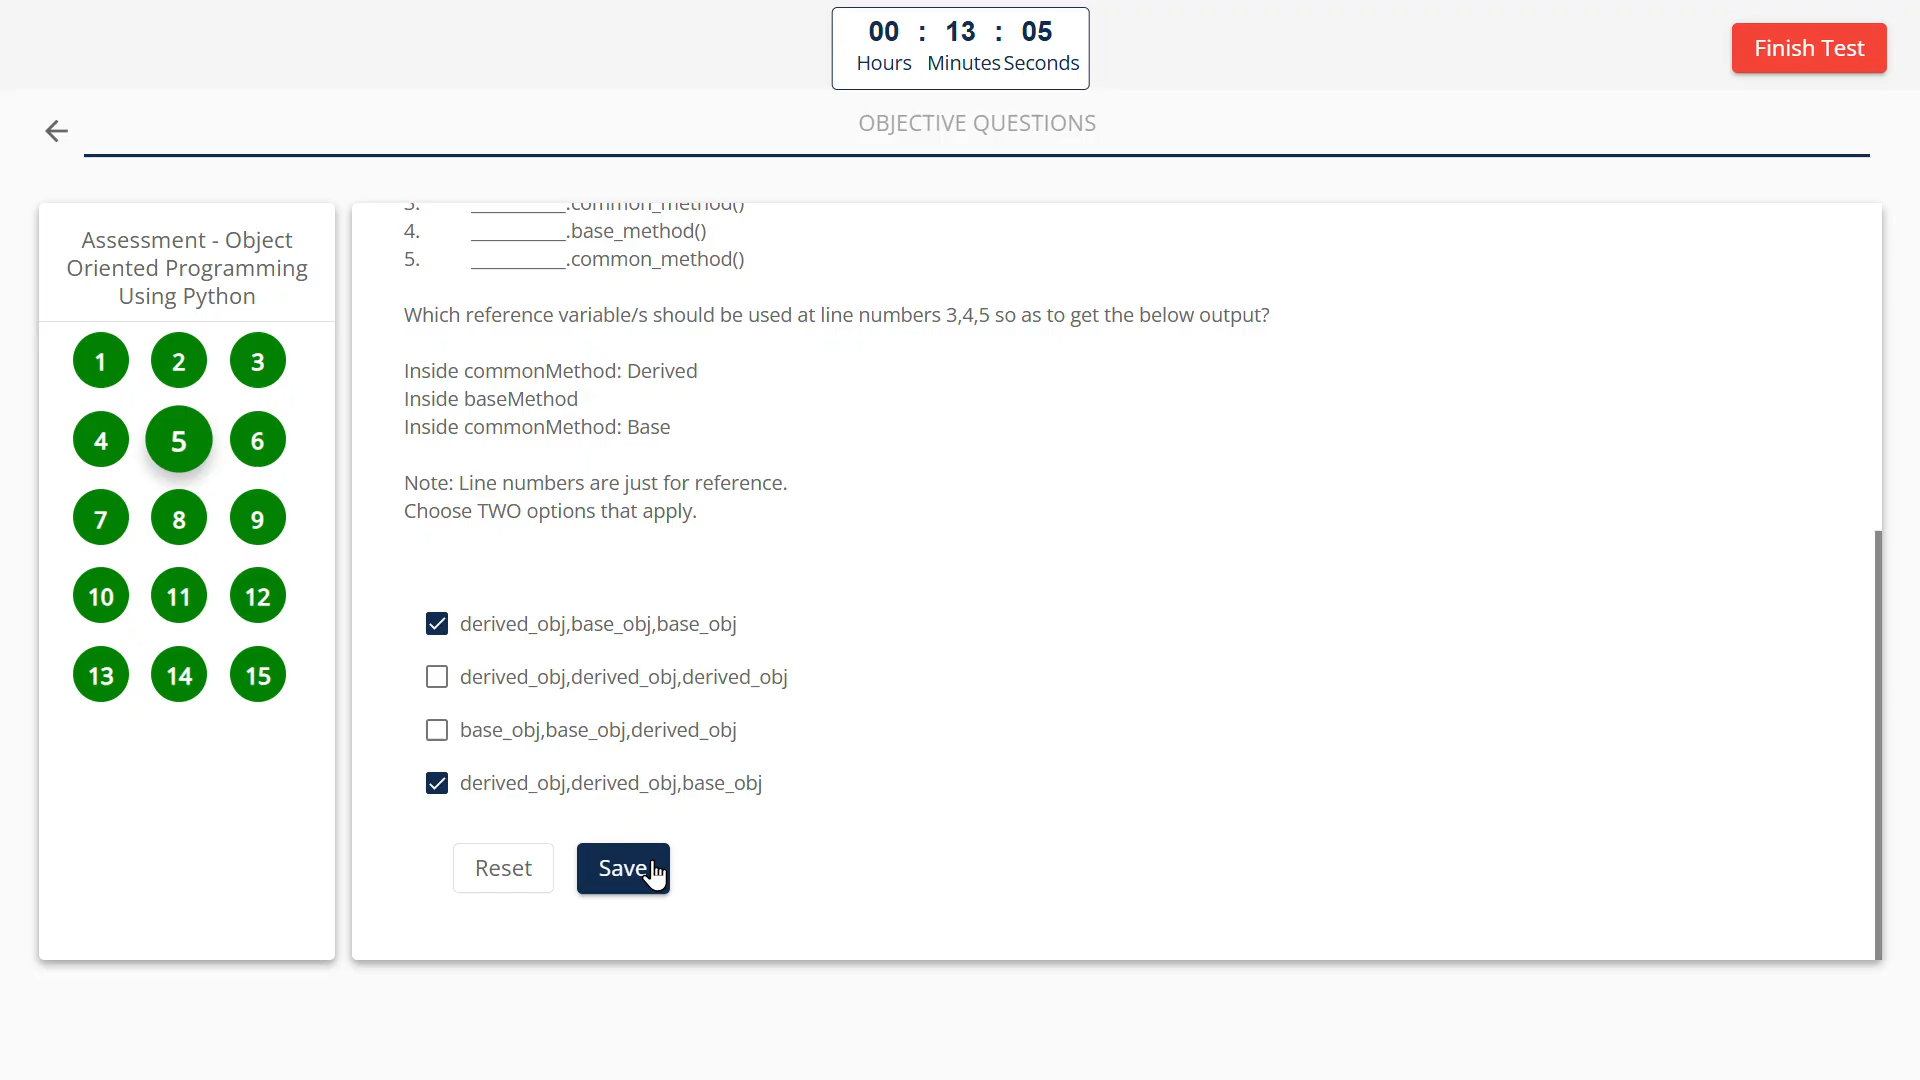 00 : 13 : 05
Hours Minutes Seconds
Finish Test
OBJECTIVE QUESTIONS
Assessment - Object
Oriented Programming
Using Python
1 2 3
4 5 6
7 8 9
10 11 12
13 14 15
3. __________.common_method()
4. __________.base_method()
5. __________.common_method()
Which reference variable/s should be used at line numbers 3,4,5 so as to get the below output?
Inside commonMethod: Derived
Inside baseMethod
Inside commonMethod: Base
Note: Line numbers are just for reference.
Choose TWO options that apply.
derived_obj,base_obj,base_obj
derived_obj,derived_obj,derived_obj
base_obj,base_obj,derived_obj
derived_obj,derived_obj,base_obj
Reset Save